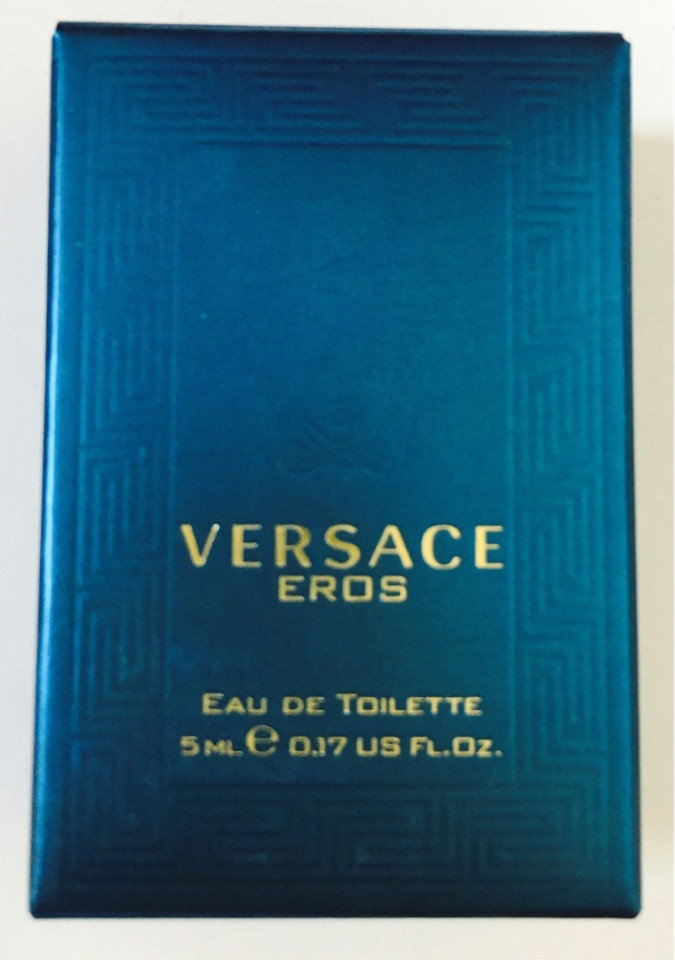 VERSACE
EROS
EAU DE TOILETTE
5 ML ℮ 0.17 US FL.OZ.